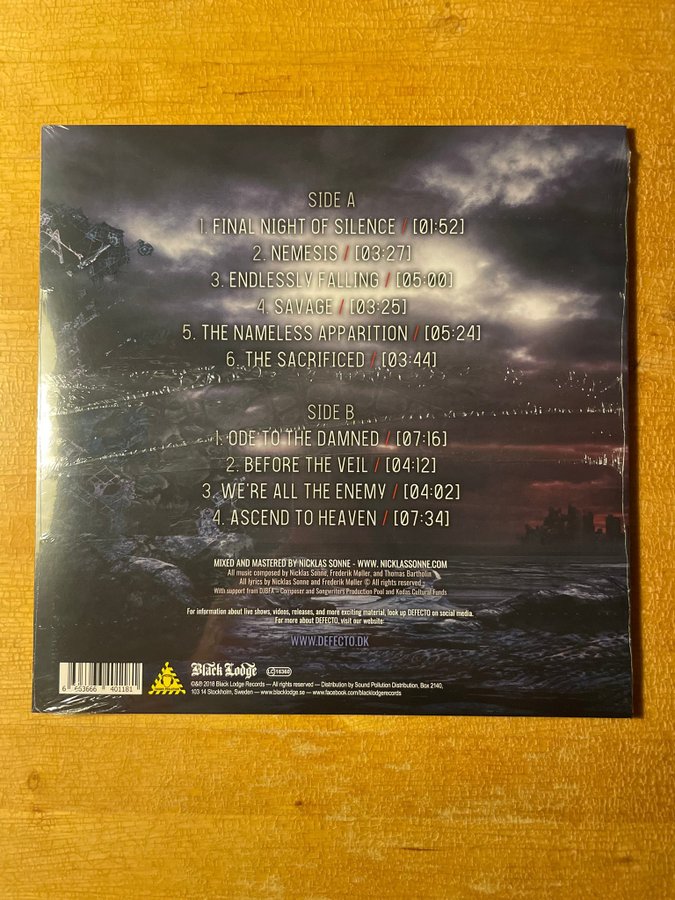 SIDE A
1. FINAL NIGHT OF SILENCE / [01:52]
2. NEMESIS / [03:27]
3. ENDLESSLY FALLING / [05:00]
4. SAVAGE / [03:25]
5. THE NAMELESS APPARITION / [05:24]
6. THE SACRIFICED / [03:44]
SIDE B
1. ODE TO THE DAMNED / [07:16]
2. BEFORE THE VEIL / [04:12]
3. WE'RE ALL THE ENEMY / [04:02]
4. ASCEND TO HEAVEN / [07:34]
MIXED AND MASTERED BY NICKLAS SONNE - WWW. NICKLASSONNE.COM
All music composed by Nicklas Sonne, Frederik Møller, and Thomas Bartholin
All lyrics by Nicklas Sonne and Frederik Møller © All rights reserved
With support from DJBFA – Composer and Songwriters Production Pool and Kodas Cultural Funds
For information about live shows, videos, releases, and more exciting material, look up DEFECTO on social media.
For more about DEFECTO, visit our website:
WWW.DEFECTO.DK
Black Lodge
LC 16360
©&℗ 2018 Black Lodge Records — All rights reserved — Distribution by Sound Pollution Distribution, Box 2140,
103 14 Stockholm, Sweden — www.blacklodge.se — www.facebook.com/blacklodgerecords
6 653666 401181